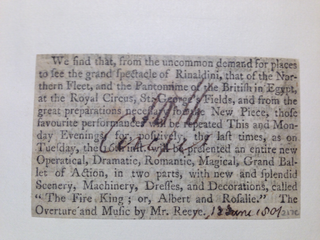 We find that, from the uncommon demand for places
to see the grand spectacle of Rinaldini, that of the Nor-
thern Fleet, and the Pantomime of the British in Egypt,
at the Royal Circus, St. George's Fields, and from the
great preparations for the New Piece, those
favourite performances will be repeated This and Mon-
day Evenings for positively the last times, as on
Tuesday, the will be presented an entire new
Operatical, Dramatic, Romantic, Magical, Grand Bal-
let of Action, in two parts, with new and splendid
Scenery, Machinery, Dresses, and Decorations, called
"The Fire King; or, Albert and Rosalie." The
Overture and Music by Mr. Reeve. 12 June 1801